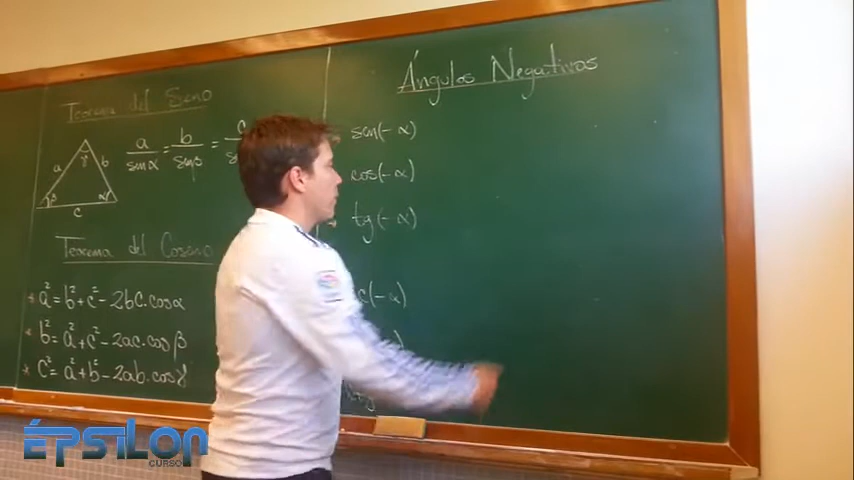 Teorema del Seno
a/senα = b/senβ = c
a
γ
b
β
α
c
Teorema del Coseno
* a²=b²+c²-2bc.cosα
* b²=a²+c²-2ac.cosβ
* c²=a²+b²-2ab.cosγ
Ángulos Negativos
sen(-α)
cos(-α)
tg(-α)
c(-α)
ÉPSILON
CURSO